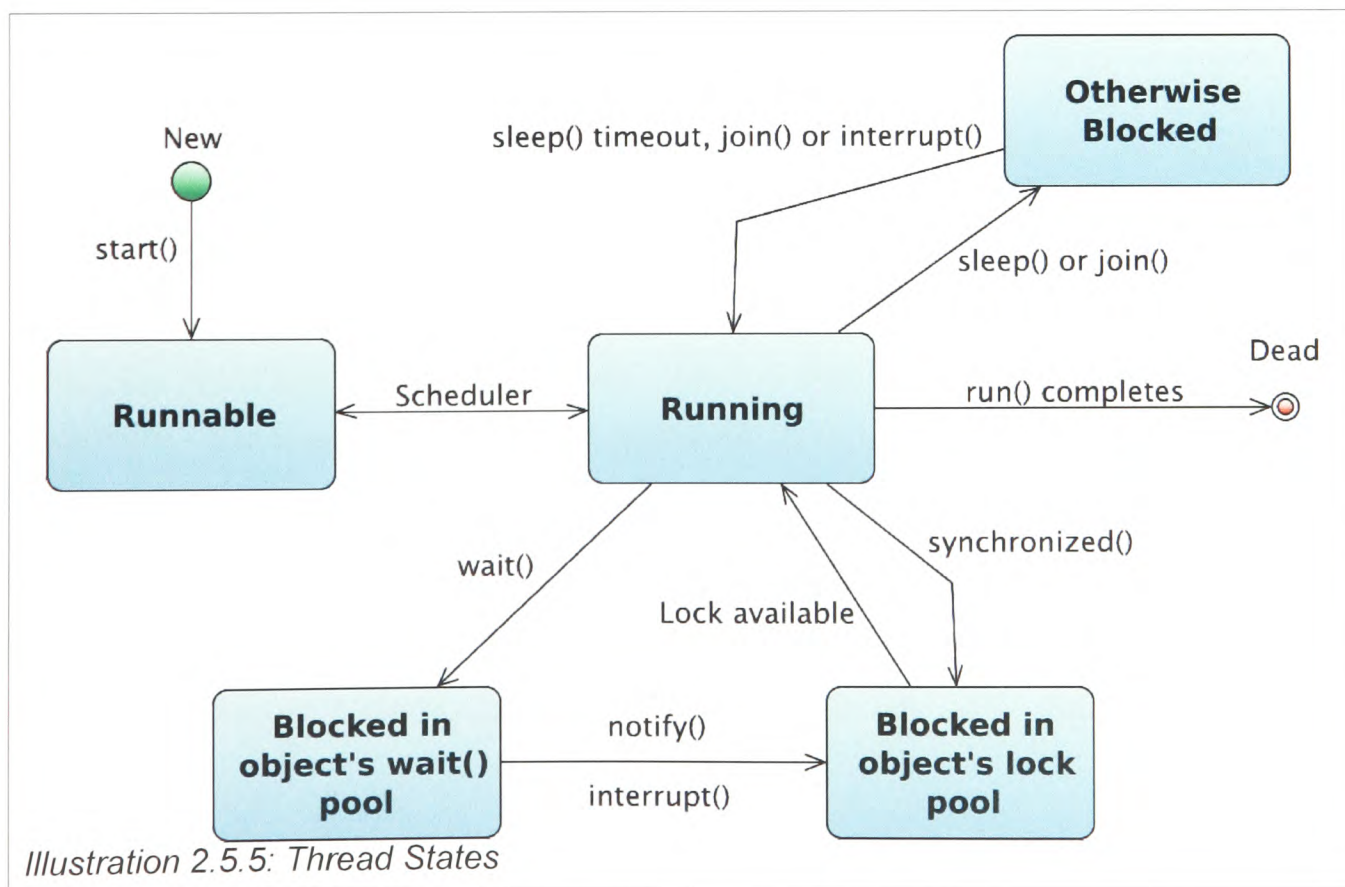 Otherwise
Blocked
New
sleep() timeout, join() or interrupt()
start()
sleep() or join()
Dead
Runnable
Scheduler
Running
run() completes
wait()
synchronized()
Lock available
Blocked in
object's wait()
pool
notify()
interrupt()
Blocked in
object's lock
pool
Illustration 2.5.5: Thread States